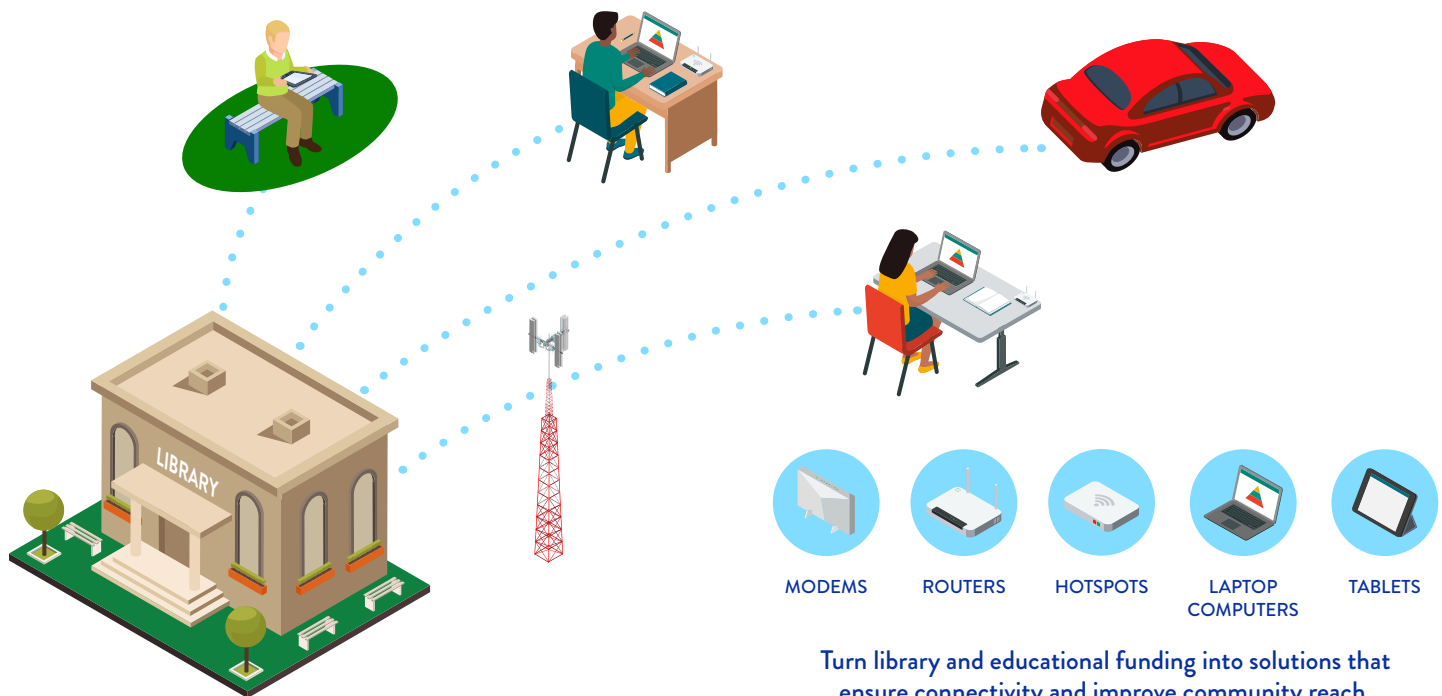 LIBRARY
MODEMS
ROUTERS
HOTSPOTS
LAPTOP
COMPUTERS
TABLETS
Turn library and educational funding into solutions that
ensure connectivity and improve community reach